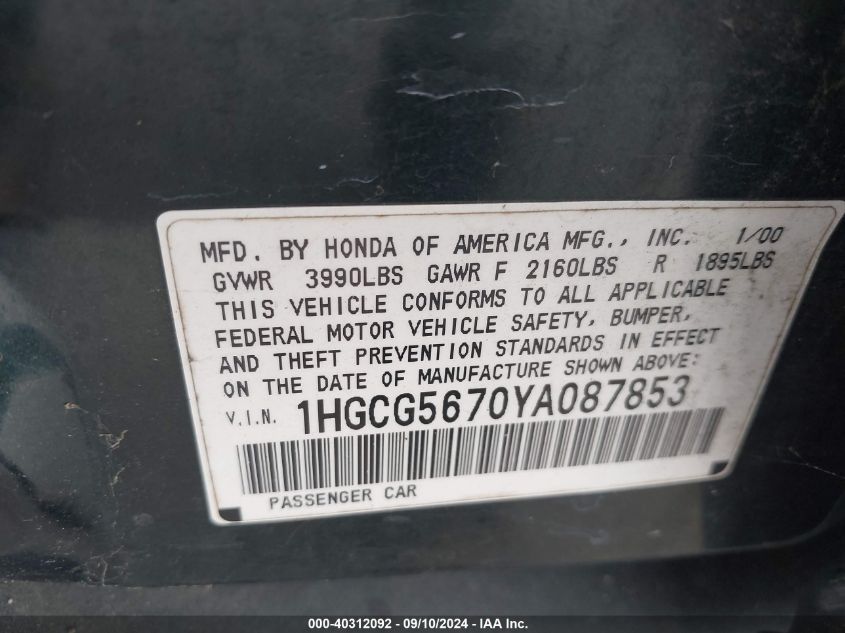 MFD. BY HONDA OF AMERICA MFG., INC. 1/00
GVWR 3990LBS GAWR F 2160LBS R 1895LBS
THIS VEHICLE CONFORMS TO ALL APPLICABLE
FEDERAL MOTOR VEHICLE SAFETY, BUMPER,
AND THEFT PREVENTION STANDARDS IN EFFECT
ON THE DATE OF MANUFACTURE SHOWN ABOVE:
V.I.N. 1HGCG5670YA087853
PASSENGER CAR
000-40312092 - 09/10/2024 - IAA Inc.